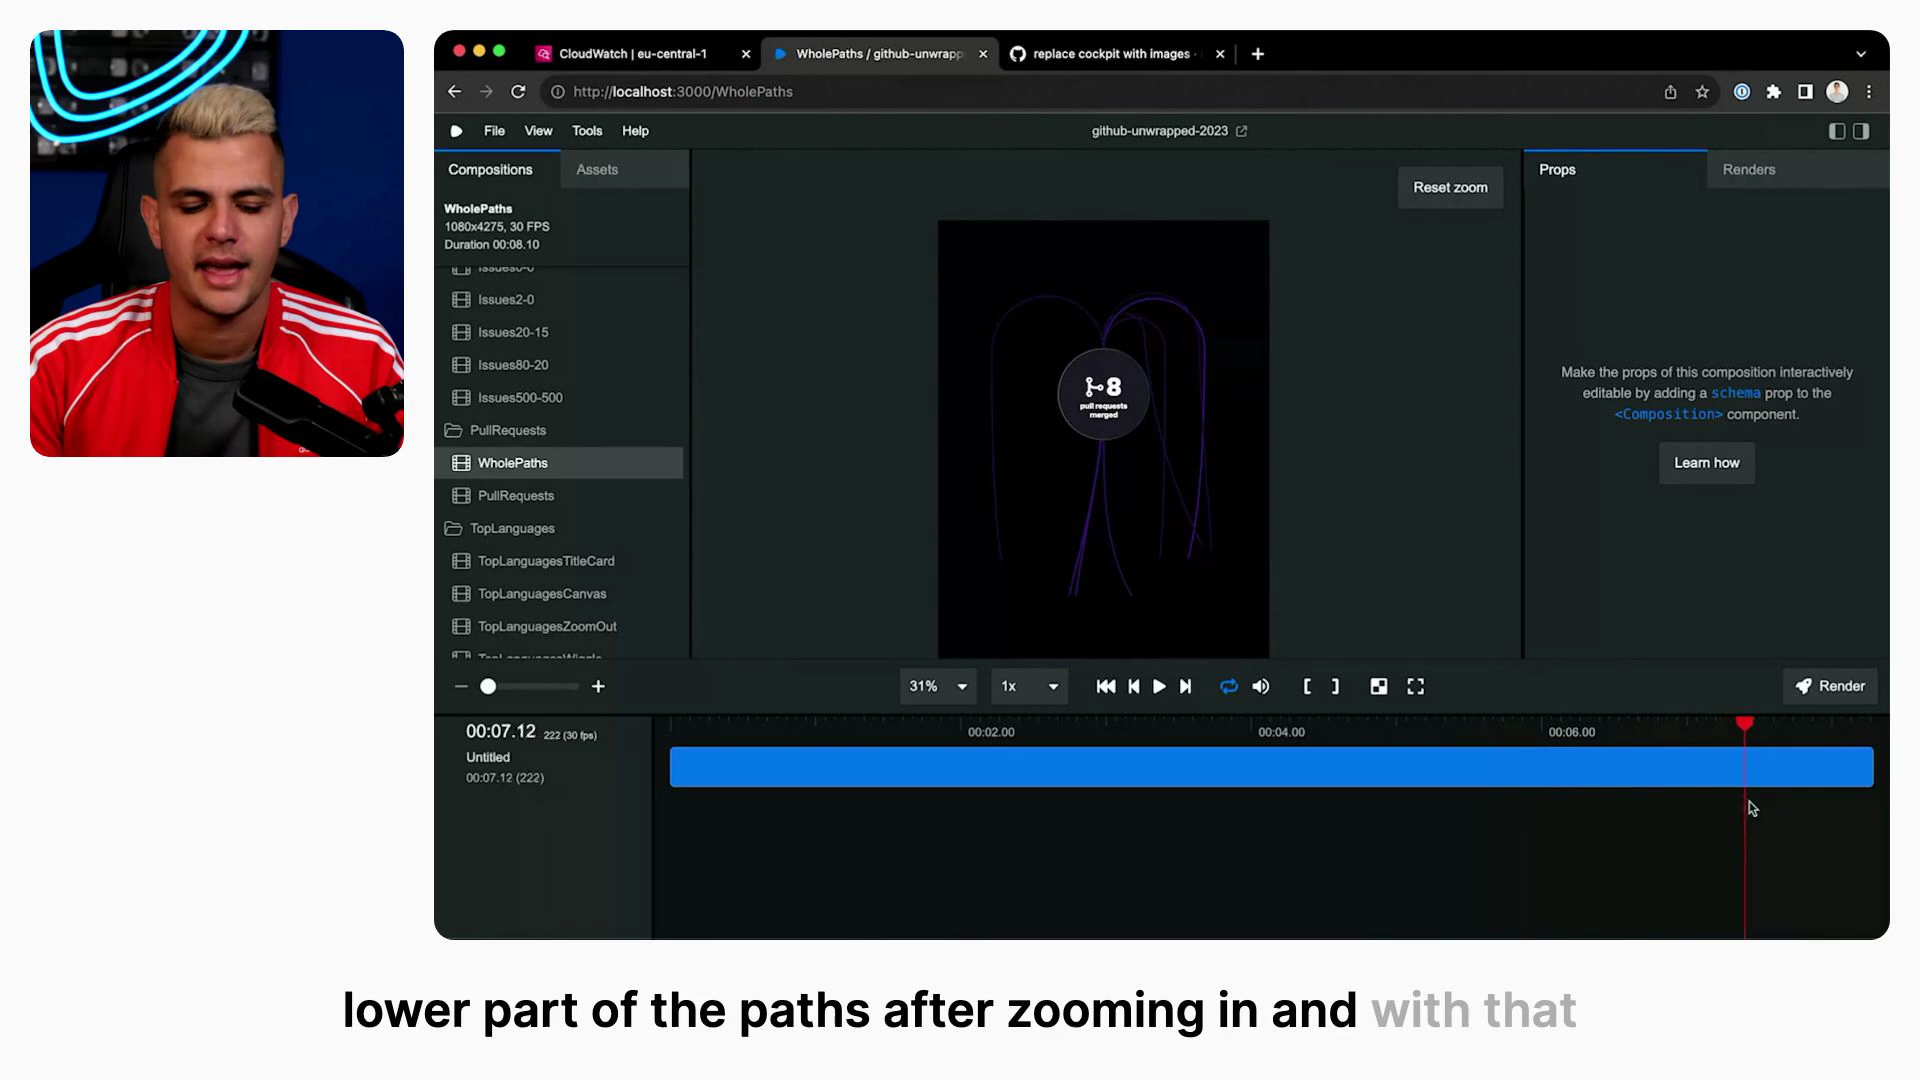 CloudWatch | eu-central-1
WholePaths / github-unwrapp
replace cockpit with images ·
http://localhost:3000/WholePaths
File View Tools Help
github-unwrapped-2023
Compositions Assets
Reset zoom
Props Renders
WholePaths
1080x4275, 30 FPS
Duration 00:08.10
Issues2-0
Issues20-15
Issues80-20
Issues500-500
PullRequests
WholePaths
PullRequests
TopLanguages
TopLanguagesTitleCard
TopLanguagesCanvas
TopLanguagesZoomOut
8
pull requests
merged
Make the props of this composition interactively
editable by adding a schema prop to the
<Composition> component.
Learn how
31% 1x
Render
00:07.12 222 (30 fps)
Untitled
00:07.12 (222)
00:02.00 00:04.00 00:06.00
lower part of the paths after zooming in and with that